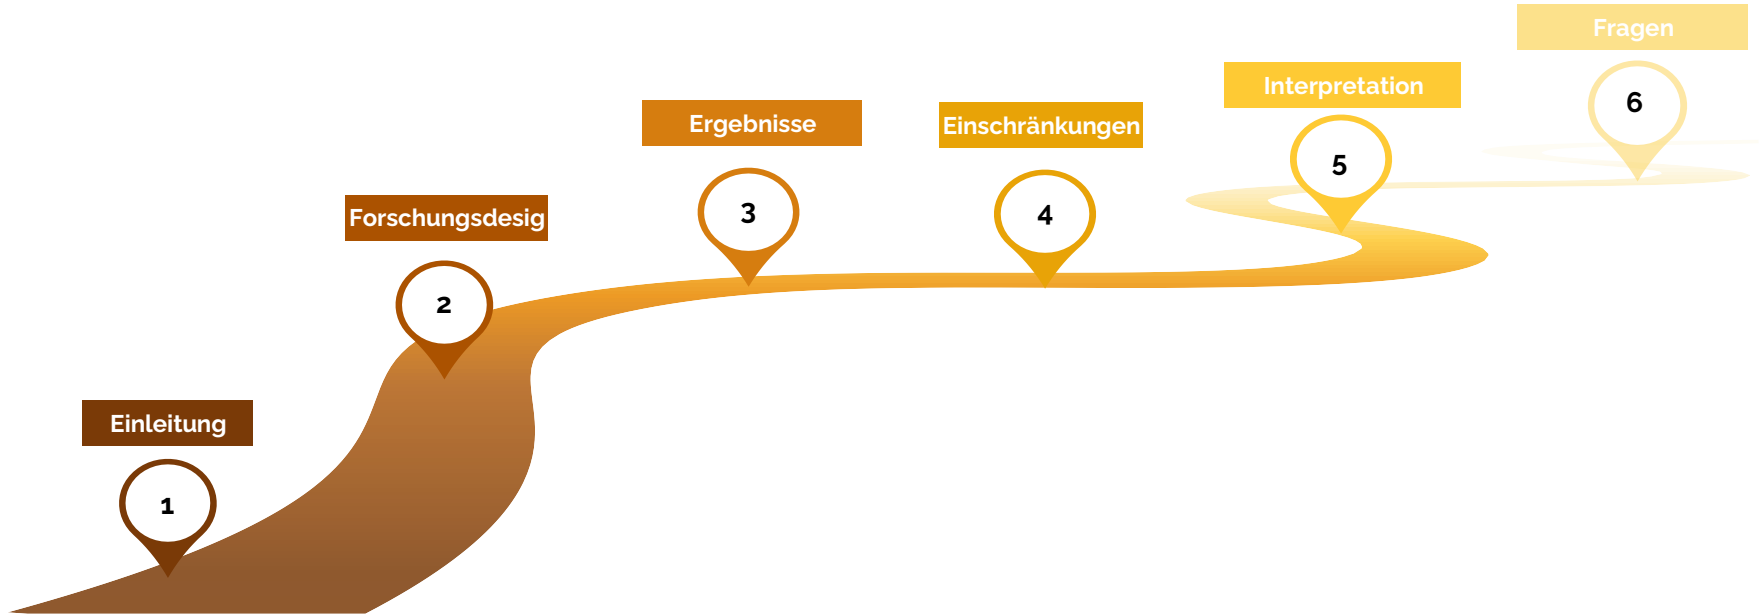 Einleitung
1
Forschungsdesig
2
Ergebnisse
3
Einschränkungen
4
Interpretation
5
Fragen
6